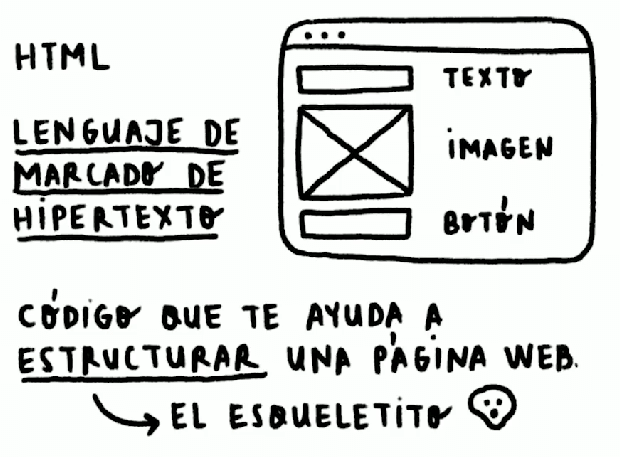 HTML
LENGUAJE DE
MARCADO DE
HIPERTEXTO
TEXTO
IMAGEN
BOTÓN
CÓDIGO QUE TE AYUDA A
ESTRUCTURAR UNA PÁGINA WEB.
EL ESQUELETITO